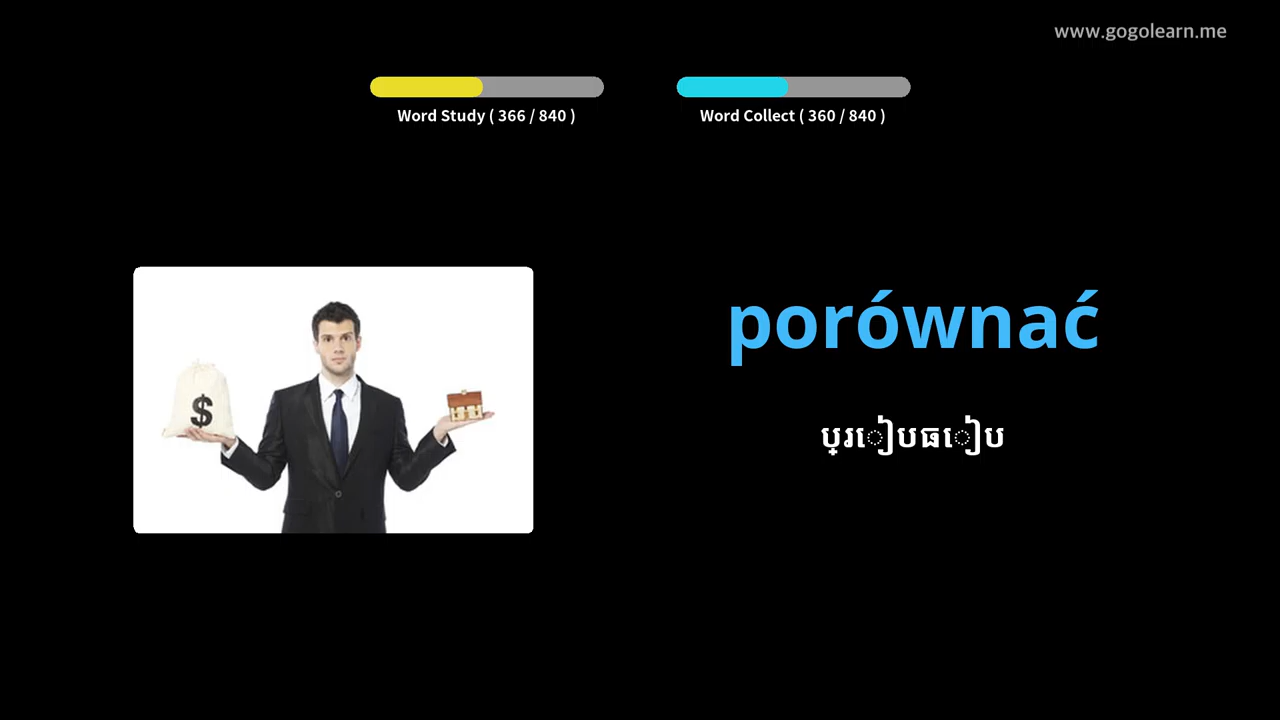 www.gogolearn.me
Word Study ( 366 / 840 )
Word Collect ( 360 / 840 )
porównać
ប្រៀបធៀប
$